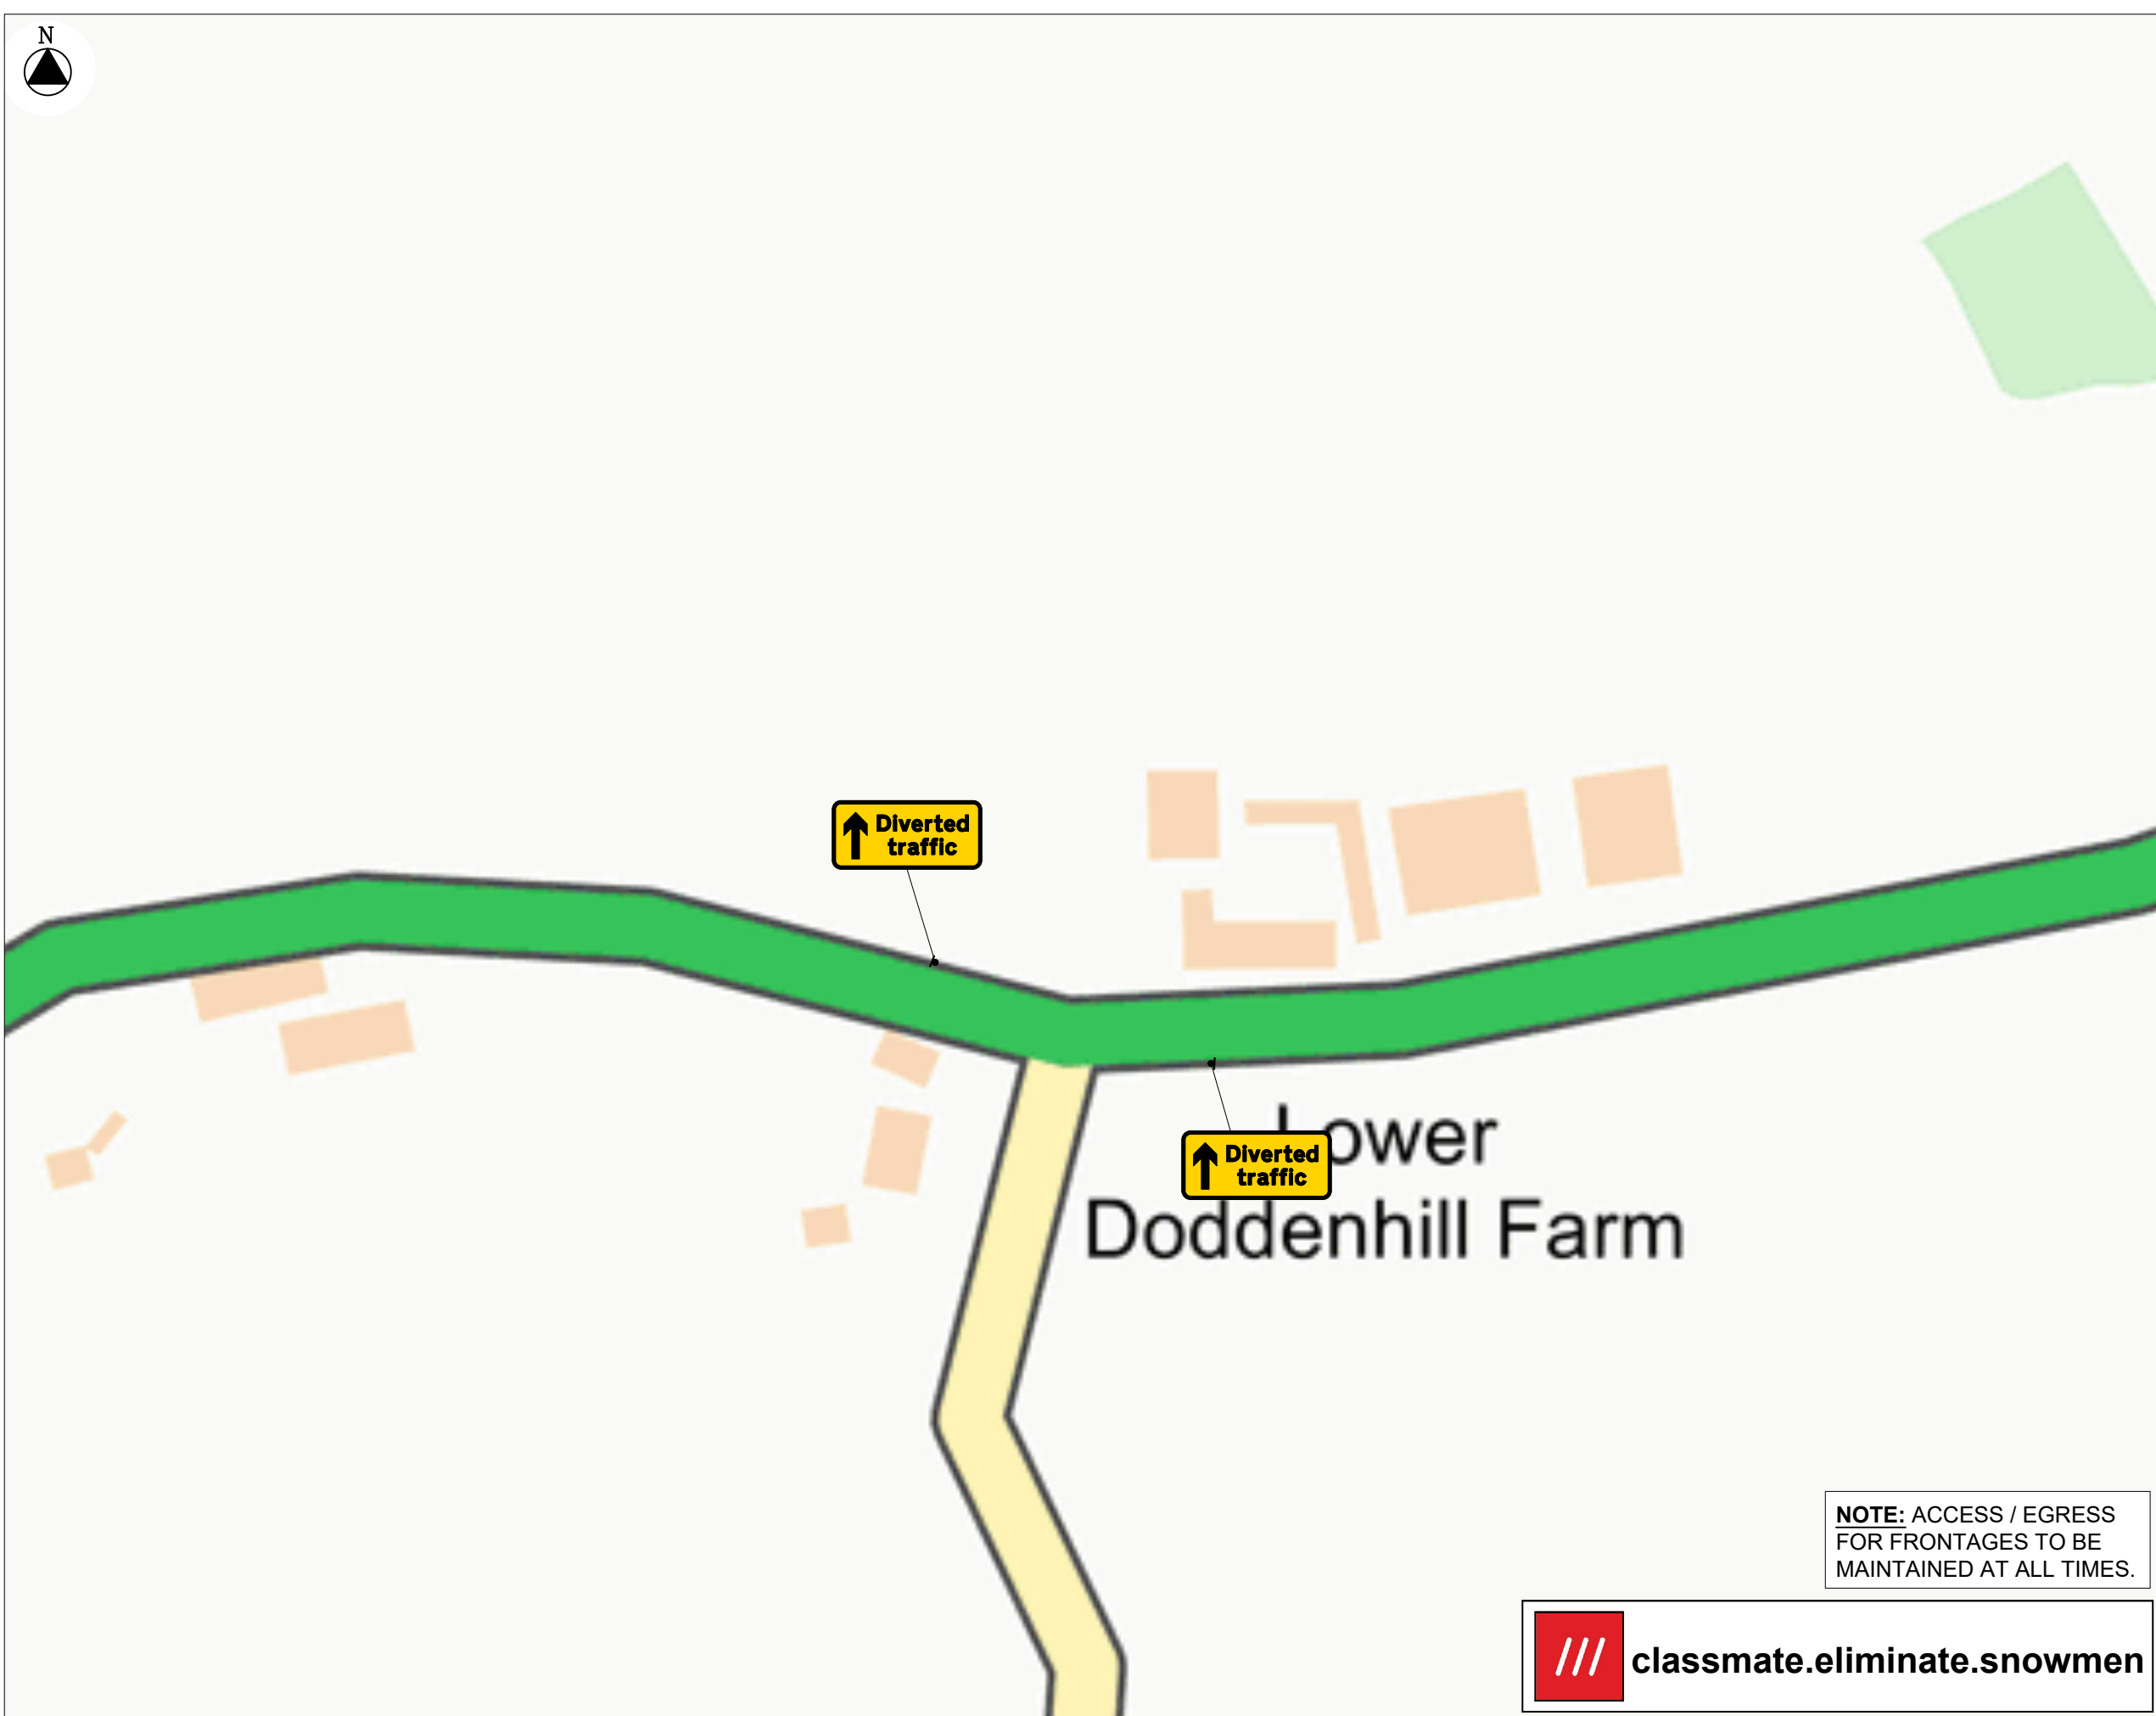 N
Diverted
traffic
Lower
Diverted
traffic
Doddenhill Farm
NOTE: ACCESS / EGRESS
FOR FRONTAGES TO BE
MAINTAINED AT ALL TIMES.
classmate.eliminate.snowmen